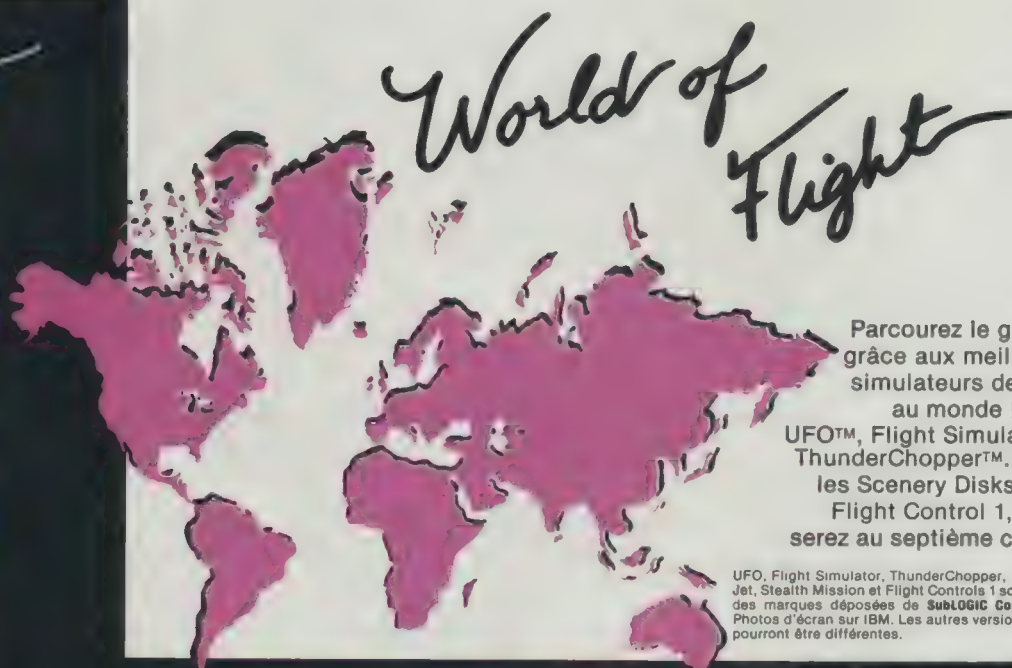 World of
Flight
Parcourez le g
grâce aux meil
simulateurs de
au monde
UFO™, Flight Simula
ThunderChopper™.
les Scenery Disks
Flight Control 1,
serez au septième c
UFO, Flight Simulator, ThunderChopper,
Jet, Stealth Mission et Flight Controls 1 so
des marques déposées de SubLOGIC Co
Photos d'écran sur IBM. Les autres versio
pourront être différentes.